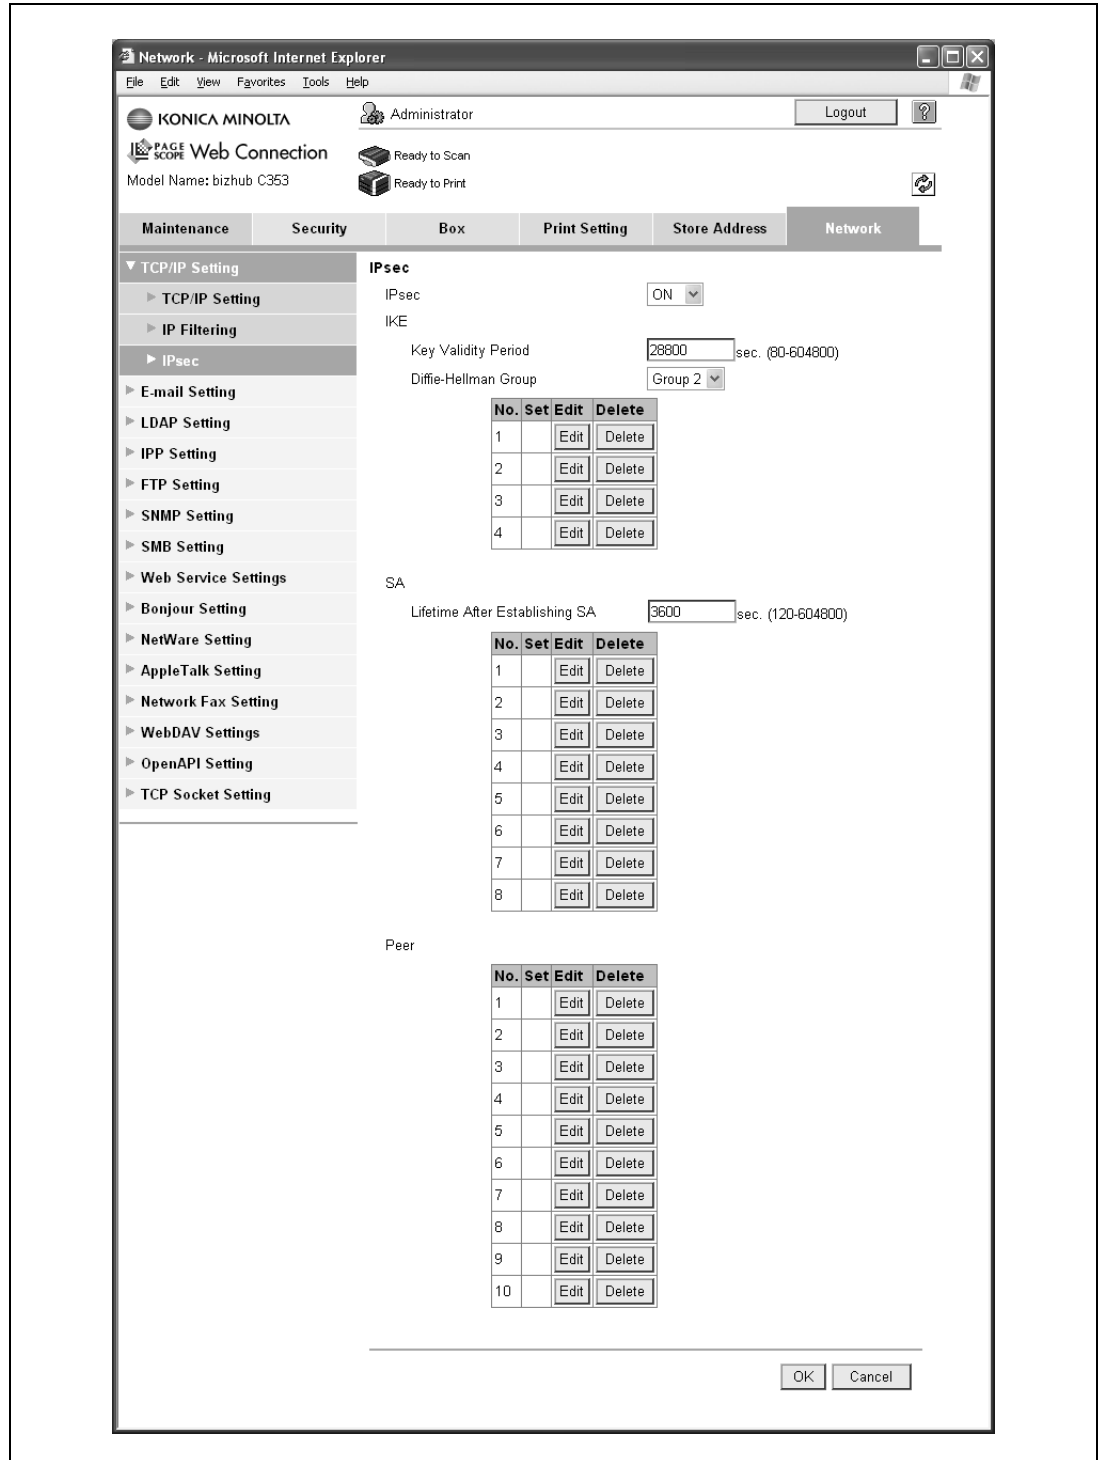 Network - Microsoft Internet Explorer
File Edit View Favorites Tools Help
KONICA MINOLTA
Administrator
Logout
?
PAGE SCOPE Web Connection
Ready to Scan
Model Name: bizhub C353
Ready to Print
Maintenance Security Box Print Setting Store Address Network
TCP/IP Setting
TCP/IP Setting
IP Filtering
IPsec
E-mail Setting
LDAP Setting
IPP Setting
FTP Setting
SNMP Setting
SMB Setting
Web Service Settings
Bonjour Setting
NetWare Setting
AppleTalk Setting
Network Fax Setting
WebDAV Settings
OpenAPI Setting
TCP Socket Setting
IPsec
IPsec ON
IKE
Key Validity Period 28800 sec. (80-604800)
Diffie-Hellman Group Group 2
No. Set Edit Delete
1 Edit Delete
2 Edit Delete
3 Edit Delete
4 Edit Delete
SA
Lifetime After Establishing SA 3600 sec. (120-604800)
No. Set Edit Delete
1 Edit Delete
2 Edit Delete
3 Edit Delete
4 Edit Delete
5 Edit Delete
6 Edit Delete
7 Edit Delete
8 Edit Delete
Peer
No. Set Edit Delete
1 Edit Delete
2 Edit Delete
3 Edit Delete
4 Edit Delete
5 Edit Delete
6 Edit Delete
7 Edit Delete
8 Edit Delete
9 Edit Delete
10 Edit Delete
OK Cancel